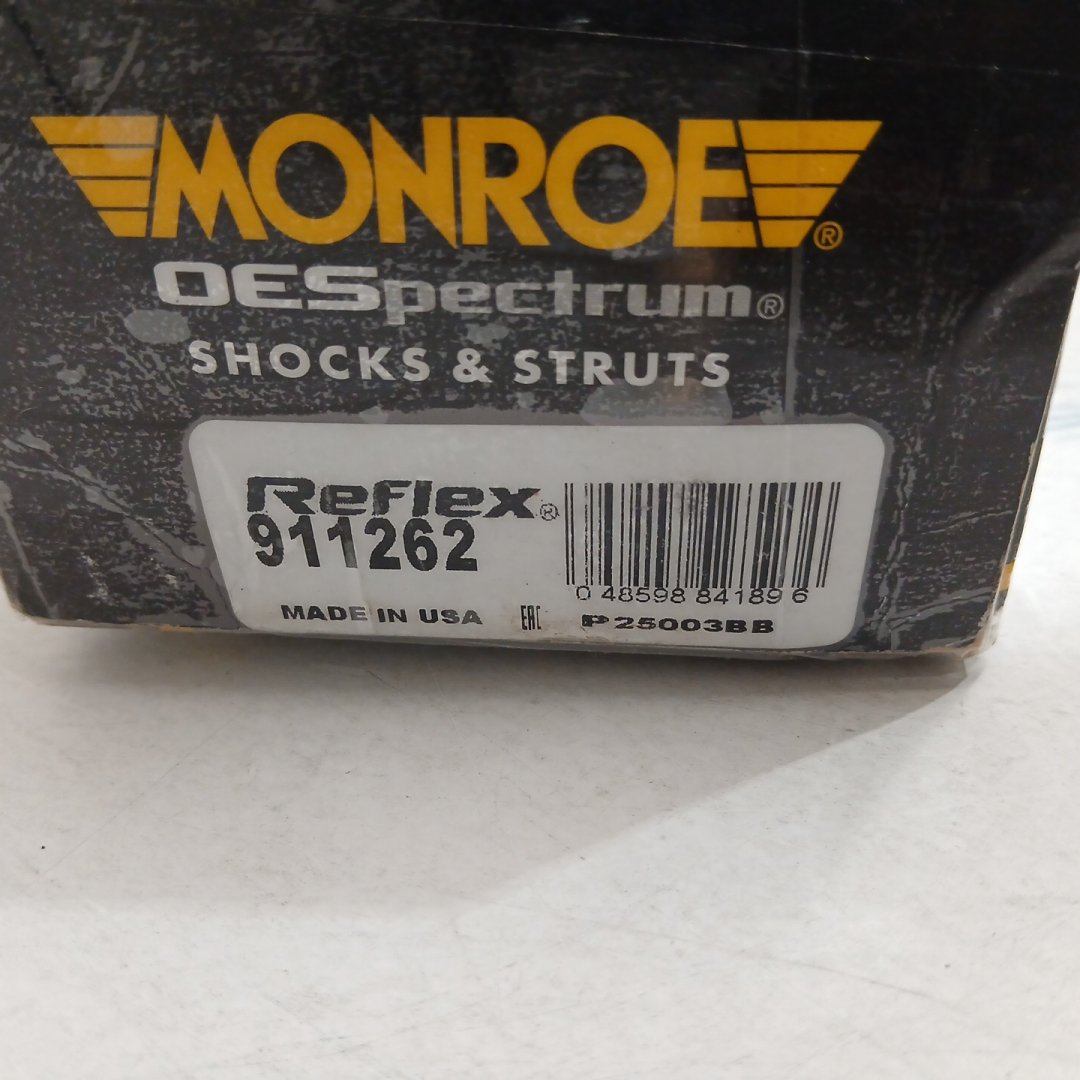 MONROE®
OESpectrum®
SHOCKS & STRUTS
Reflex®
911262
0 48598 84189 6
MADE IN USA EAC P25003BB